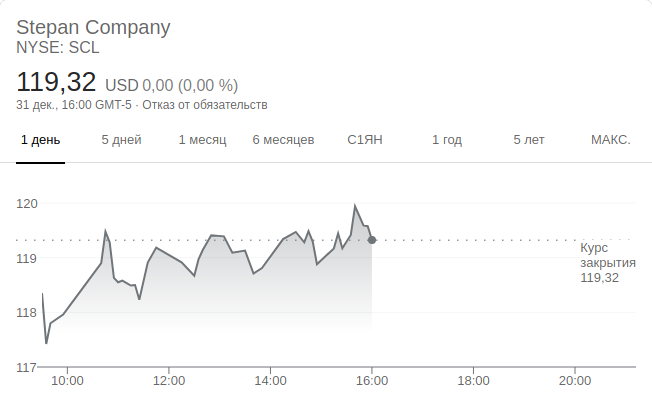 Stepan Company
NYSE: SCL
119,32 USD 0,00 (0,00 %)
31 дек., 16:00 GMT-5 · Отказ от обязательств
1 день 5 дней 1 месяц 6 месяцев С1ЯН 1 год 5 лет МАКС.
120
119
118
117
Курс
закрытия
119,32
10:00 12:00 14:00 16:00 18:00 20:00